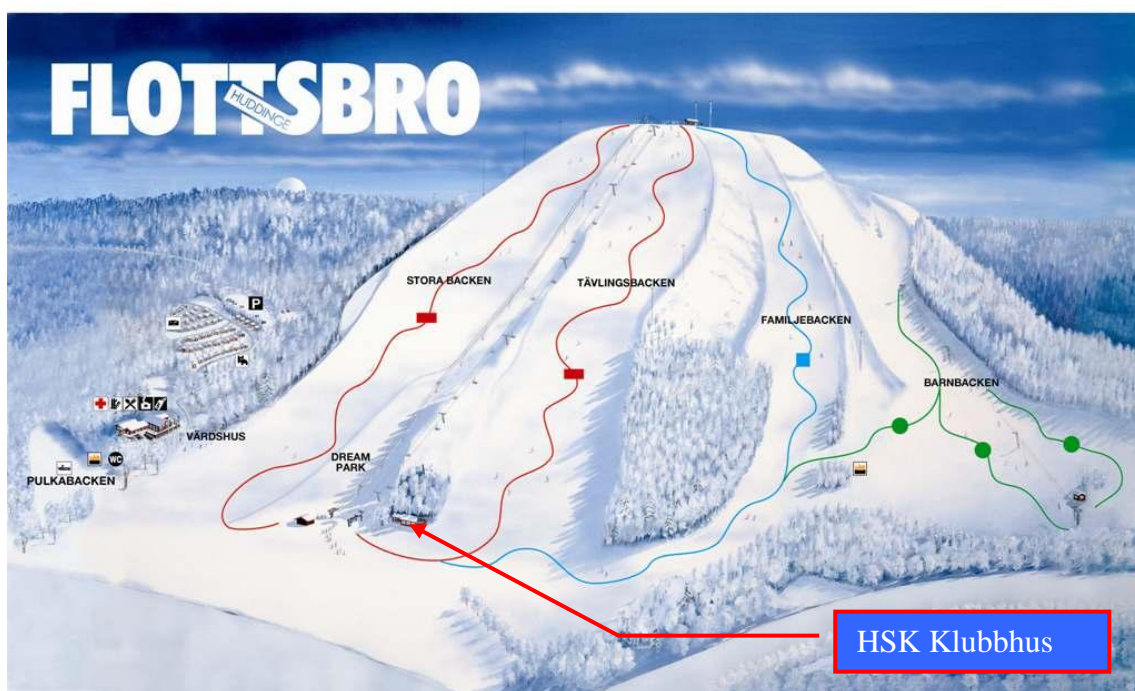 FLOTTSBRO
HUDDINGE
STORA BACKEN
TÄVLINGSBACKEN
FAMILJEBACKEN
BARNBACKEN
P
VÄRDSHUS
DREAM
PARK
WC
PULKABACKEN
HSK Klubbhus